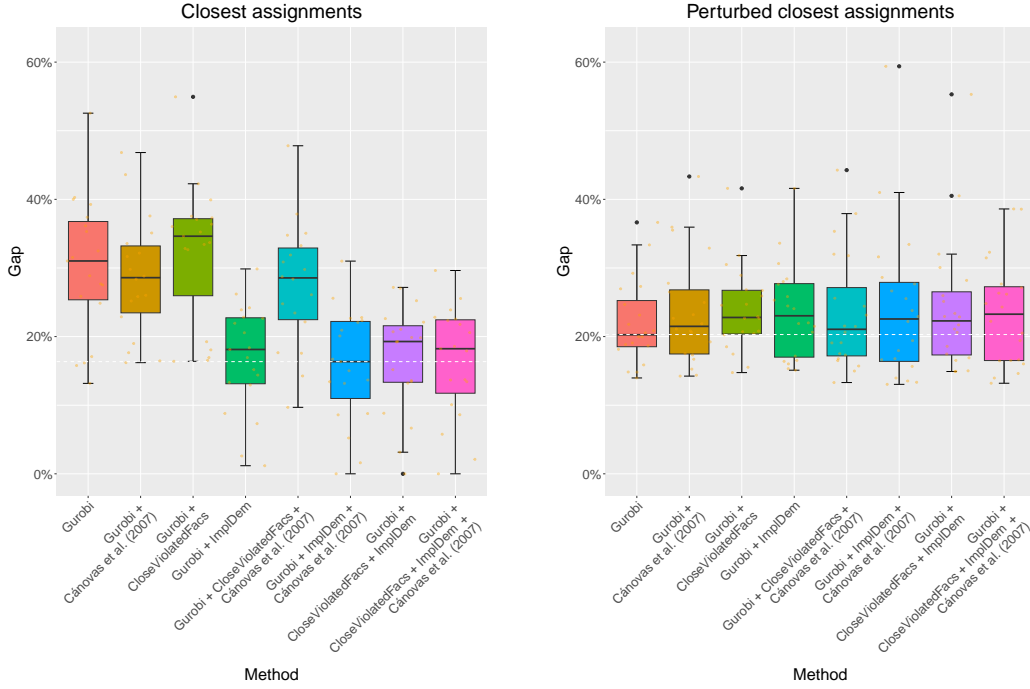 Closest assignments
60%
40%
20%
0%
Gap
Gurobi
Gurobi +
Cánovas et al. (2007)
Gurobi +
CloseViolatedFacs
Gurobi + ImplDem
Gurobi + CloseViolatedFacs +
Cánovas et al. (2007)
Gurobi + ImplDem +
Cánovas et al. (2007)
Gurobi +
CloseViolatedFacs + ImplDem
Gurobi +
CloseViolatedFacs + ImplDem +
Cánovas et al. (2007)
Method
Perturbed closest assignments
60%
40%
20%
0%
Gap
Gurobi
Gurobi +
Cánovas et al. (2007)
Gurobi +
CloseViolatedFacs
Gurobi + ImplDem
Gurobi + CloseViolatedFacs +
Cánovas et al. (2007)
Gurobi + ImplDem +
Cánovas et al. (2007)
Gurobi +
CloseViolatedFacs + ImplDem
Gurobi +
CloseViolatedFacs + ImplDem +
Cánovas et al. (2007)
Method